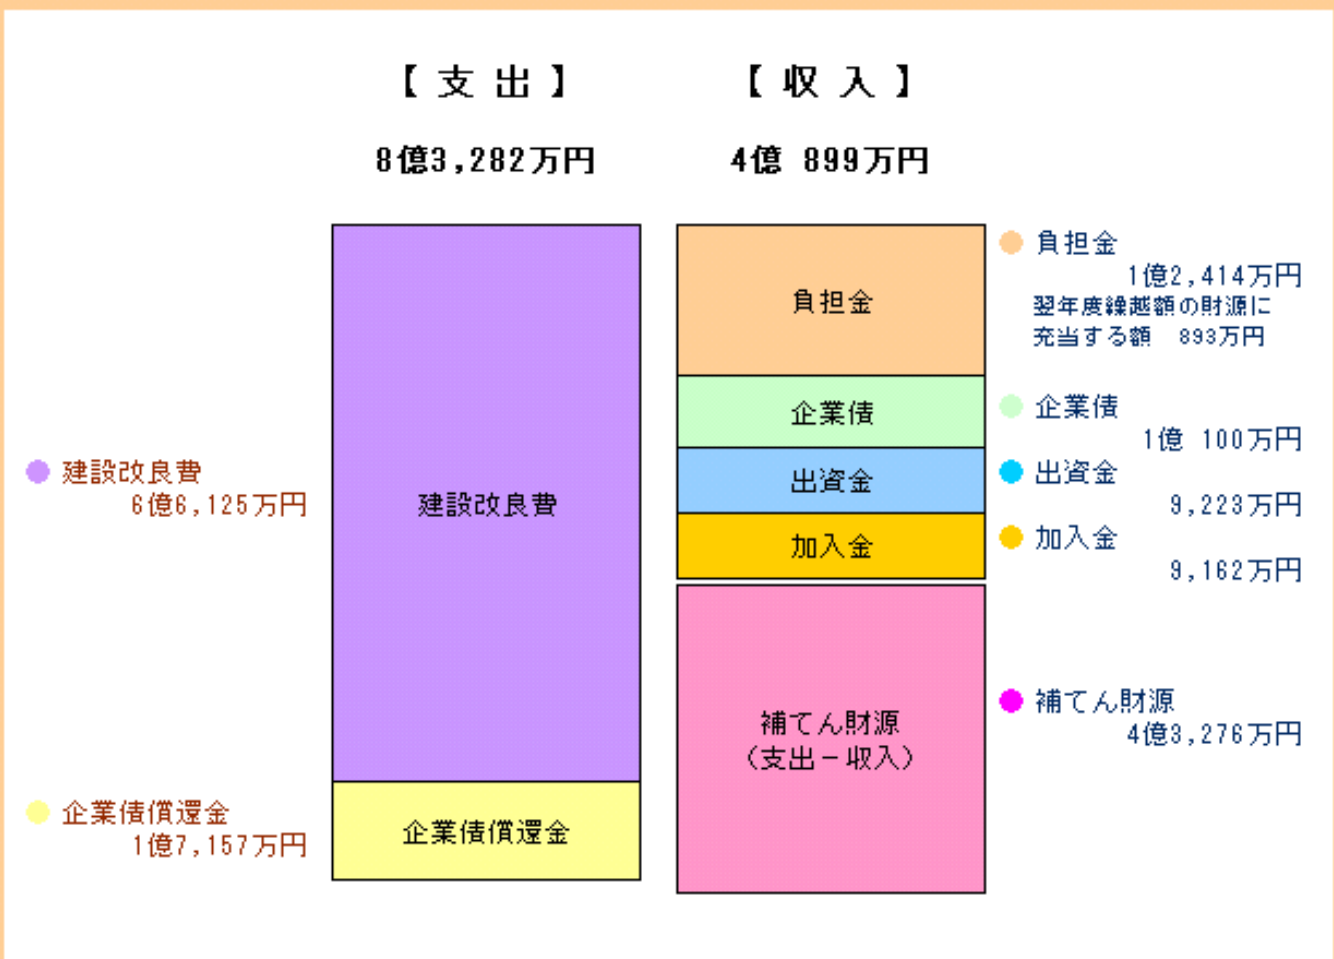 【支出】
8億3,282万円
【収入】
4億 899万円
建設改良費
6億6,125万円
企業債償還金
1億7,157万円
建設改良費
企業債償還金
負担金
企業債
出資金
加入金
補てん財源
(支出-収入)
負担金
1億2,414万円
翌年度繰越額の財源に
充当する額 893万円
企業債
1億 100万円
出資金
9,223万円
加入金
9,162万円
補てん財源
4億3,276万円